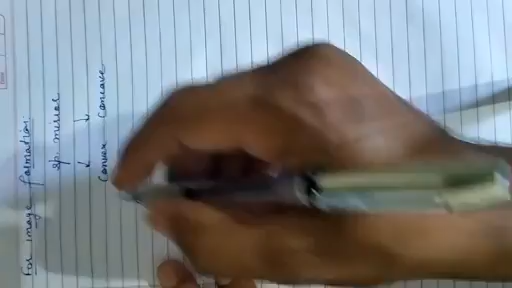 For image formation:
sp mirror
↓ ↓
Convex Concave